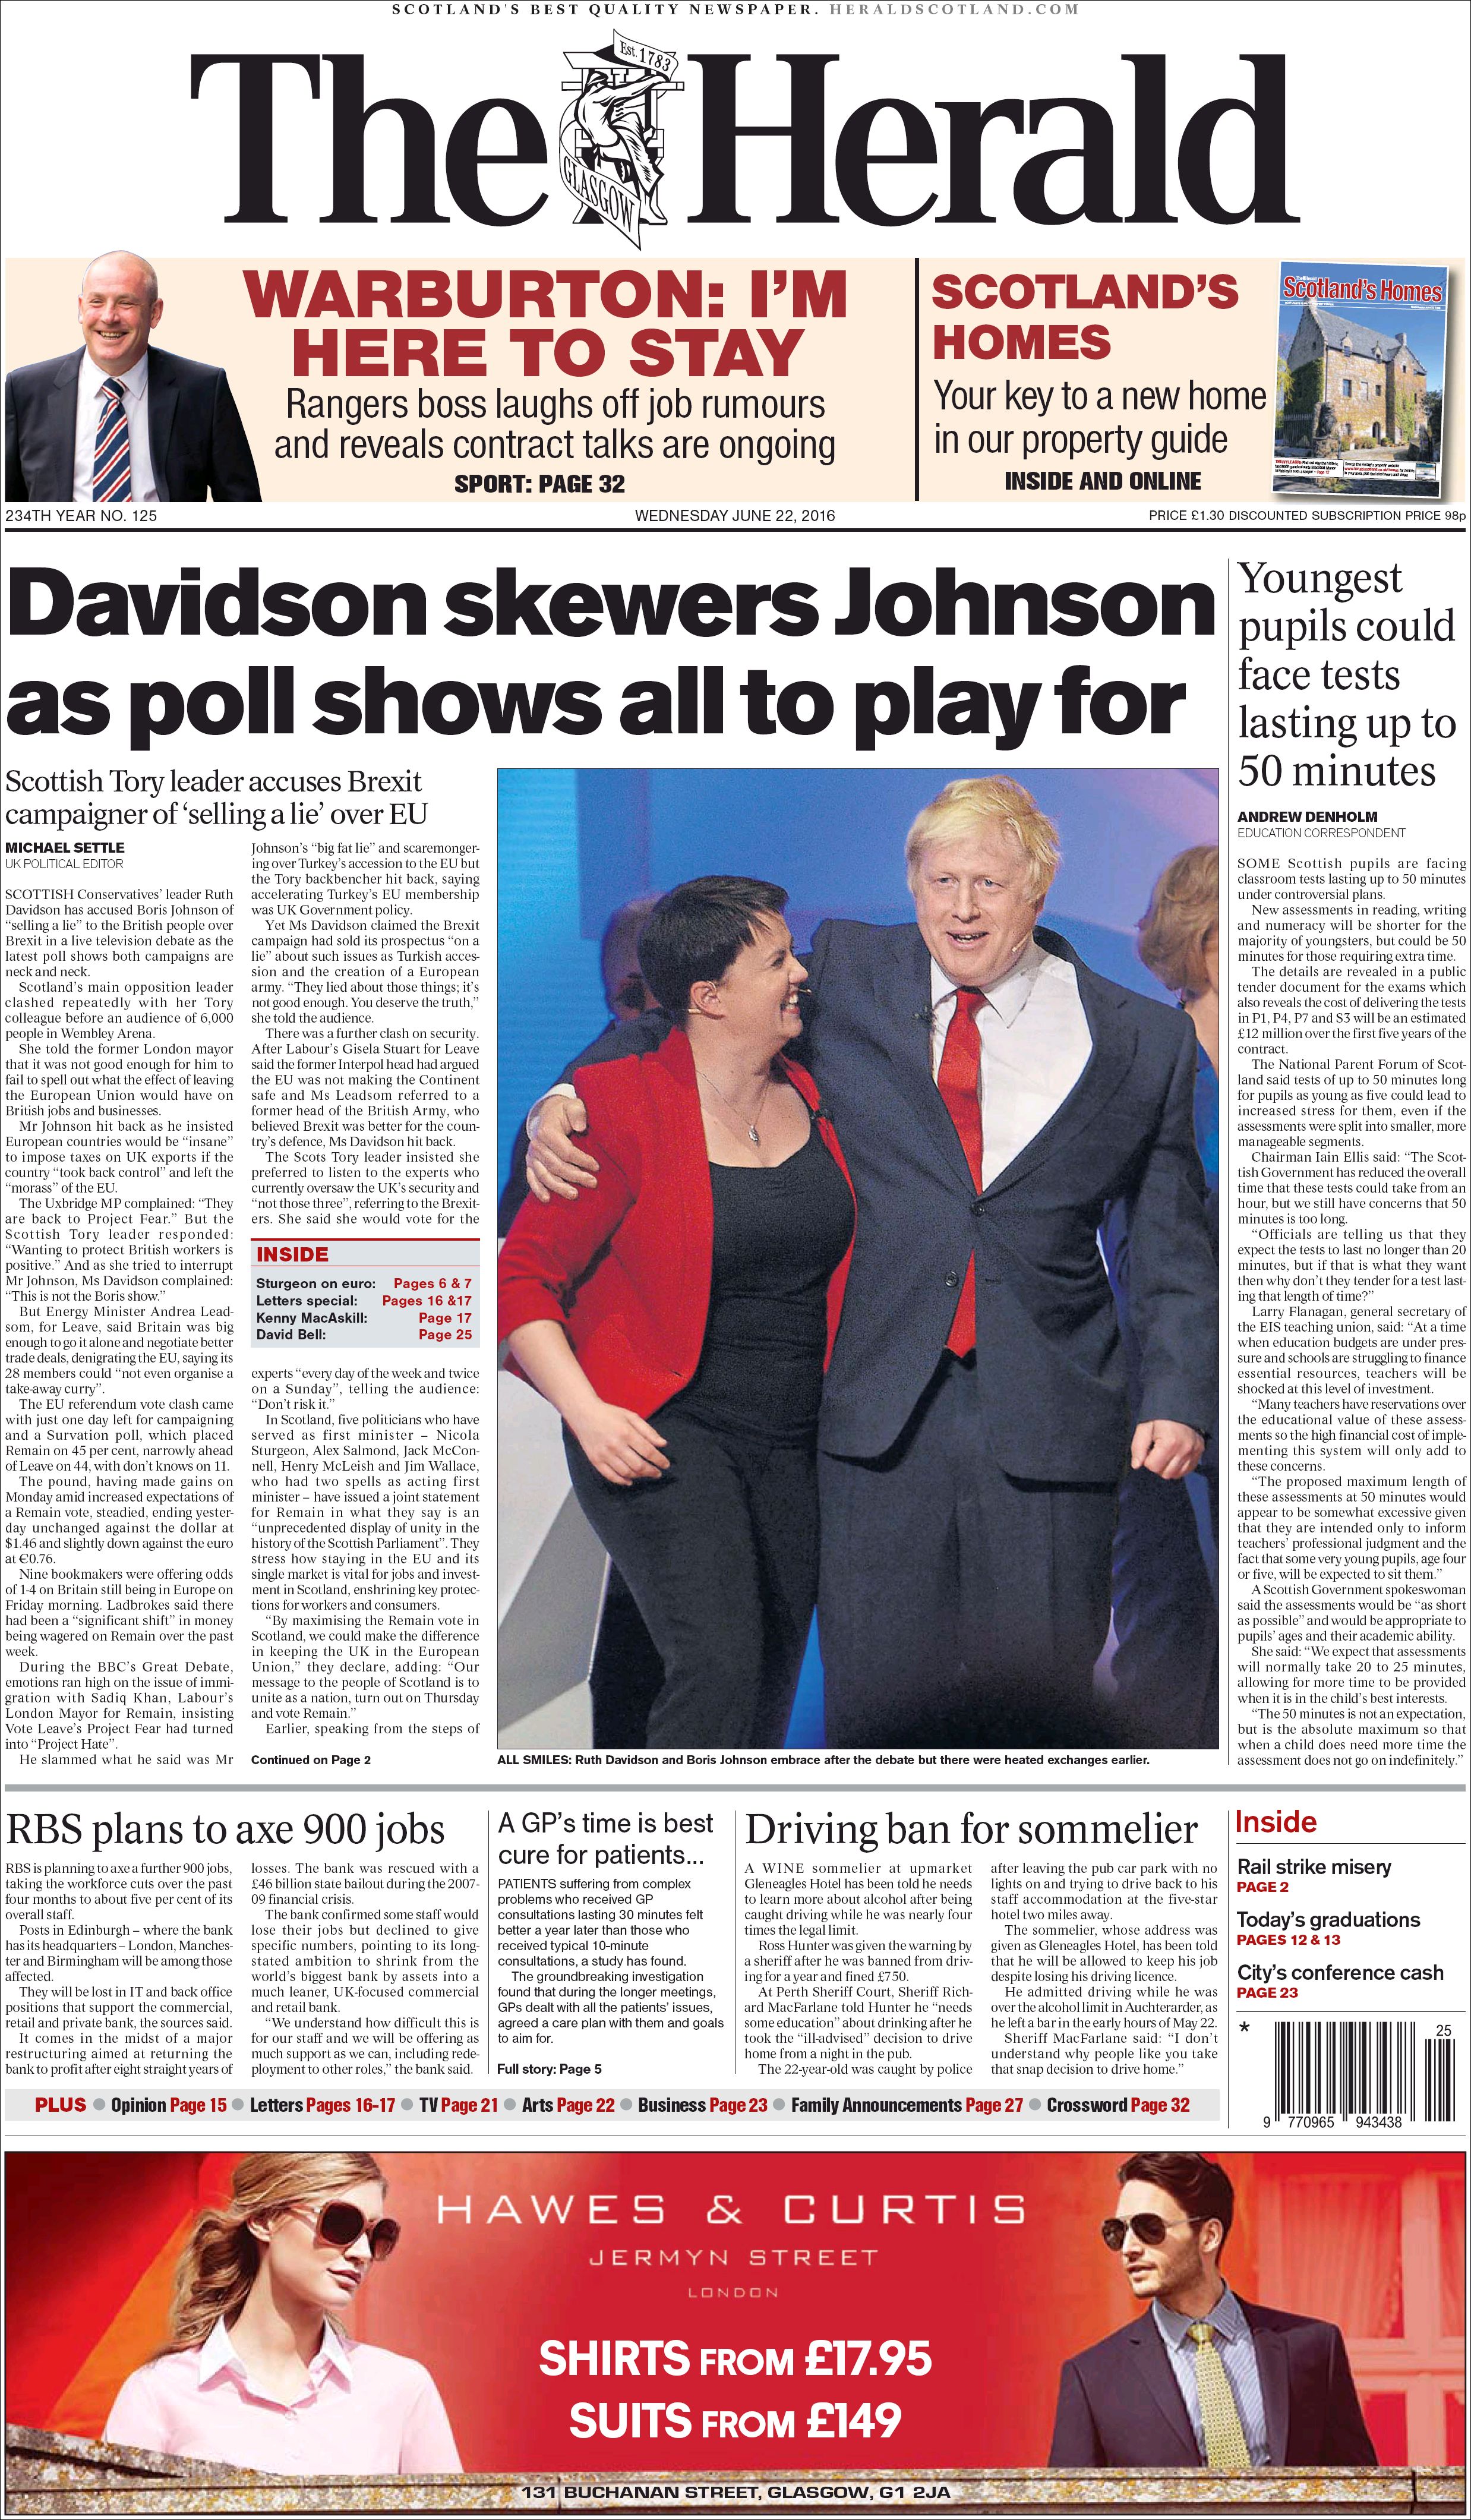 SCOTLAND'S BEST QUALITY NEWSPAPER. HERALDSCOTLAND.COM
The Herald
Est. 1783
GLASGOW
WARBURTON: I'M
HERE TO STAY
Rangers boss laughs off job rumours
and reveals contract talks are ongoing
SPORT: PAGE 32
SCOTLAND'S
HOMES
Your key to a new home
in our property guide
INSIDE AND ONLINE
Scotland's Homes
234TH YEAR NO. 125
WEDNESDAY JUNE 22, 2016
PRICE £1.30 DISCOUNTED SUBSCRIPTION PRICE 98p
Davidson skewers Johnson
as poll shows all to play for
Scottish Tory leader accuses Brexit
campaigner of 'selling a lie' over EU
MICHAEL SETTLE
UK POLITICAL EDITOR
SCOTTISH Conservatives' leader Ruth
Davidson has accused Boris Johnson of
"selling a lie" to the British people over
Brexit in a live television debate as the
latest poll shows both campaigns are
neck and neck.
Scotland's main opposition leader
clashed repeatedly with her Tory
colleague before an audience of 6,000
people in Wembley Arena.
She told the former London mayor
that it was not good enough for him to
fail to spell out what the effect of leaving
the European Union would have on
British jobs and businesses.
Mr Johnson hit back as he insisted
European countries would be "insane"
to impose taxes on UK exports if the
country "took back control" and left the
"morass" of the EU.
The Uxbridge MP complained: "They
are back to Project Fear." But the
Scottish Tory leader responded:
"Wanting to protect British workers is
positive." And as she tried to interrupt
Mr Johnson, Ms Davidson complained:
"This is not the Boris show."
But Energy Minister Andrea Lead-
som, for Leave, said Britain was big
enough to go it alone and negotiate better
trade deals, denigrating the EU, saying its
28 members could "not even organise a
take-away curry".
The EU referendum vote clash came
with just one day left for campaigning
and a Survation poll, which placed
Remain on 45 per cent, narrowly ahead
of Leave on 44, with don't knows on 11.
The pound, having made gains on
Monday amid increased expectations of
a Remain vote, steadied, ending yester-
day unchanged against the dollar at
$1.46 and slightly down against the euro
at €0.76.
Nine bookmakers were offering odds
of 1-4 on Britain still being in Europe on
Friday morning. Ladbrokes said there
had been a "significant shift" in money
being wagered on Remain over the past
week.
During the BBC's Great Debate,
emotions ran high on the issue of immi-
gration with Sadiq Khan, Labour's
London Mayor for Remain, insisting
Vote Leave's Project Fear had turned
into "Project Hate".
He slammed what he said was Mr
Johnson's "big fat lie" and scaremonger-
ing over Turkey's accession to the EU but
the Tory backbencher hit back, saying
accelerating Turkey's EU membership
was UK Government policy.
Yet Ms Davidson claimed the Brexit
campaign had sold its prospectus "on a
lie" about such issues as Turkish acces-
sion and the creation of a European
army. "They lied about those things; it's
not good enough. You deserve the truth,"
she told the audience.
There was a further clash on security.
After Labour's Gisela Stuart for Leave
said the former Interpol head had argued
the EU was not making the Continent
safe and Ms Leadsom referred to a
former head of the British Army, who
believed Brexit was better for the coun-
try's defence, Ms Davidson hit back.
The Scots Tory leader insisted she
preferred to listen to the experts who
currently oversaw the UK's security and
"not those three", referring to the Brexit-
ers. She said she would vote for the
INSIDE
Sturgeon on euro: Pages 6 & 7
Letters special: Pages 16 &17
Kenny MacAskill: Page 17
David Bell: Page 25
experts "every day of the week and twice
on a Sunday", telling the audience:
"Don't risk it."
In Scotland, five politicians who have
served as first minister – Nicola
Sturgeon, Alex Salmond, Jack McCon-
nell, Henry McLeish and Jim Wallace,
who had two spells as acting first
minister – have issued a joint statement
for Remain in what they say is an
"unprecedented display of unity in the
history of the Scottish Parliament". They
stress how staying in the EU and its
single market is vital for jobs and invest-
ment in Scotland, enshrining key protec-
tions for workers and consumers.
"By maximising the Remain vote in
Scotland, we could make the difference
in keeping the UK in the European
Union," they declare, adding: "Our
message to the people of Scotland is to
unite as a nation, turn out on Thursday
and vote Remain."
Earlier, speaking from the steps of
Continued on Page 2
ALL SMILES: Ruth Davidson and Boris Johnson embrace after the debate but there were heated exchanges earlier.
Youngest
pupils could
face tests
lasting up to
50 minutes
ANDREW DENHOLM
EDUCATION CORRESPONDENT
SOME Scottish pupils are facing
classroom tests lasting up to 50 minutes
under controversial plans.
New assessments in reading, writing
and numeracy will be shorter for the
majority of youngsters, but could be 50
minutes for those requiring extra time.
The details are revealed in a public
tender document for the exams which
also reveals the cost of delivering the tests
in P1, P4, P7 and S3 will be an estimated
£12 million over the first five years of the
contract.
The National Parent Forum of Scot-
land said tests of up to 50 minutes long
for pupils as young as five could lead to
increased stress for them, even if the
assessments were split into smaller, more
manageable segments.
Chairman Iain Ellis said: "The Scot-
tish Government has reduced the overall
time that these tests could take from an
hour, but we still have concerns that 50
minutes is too long.
"Officials are telling us that they
expect the tests to last no longer than 20
minutes, but if that is what they want
then why don't they tender for a test last-
ing that length of time?"
Larry Flanagan, general secretary of
the EIS teaching union, said: "At a time
when education budgets are under pres-
sure and schools are struggling to finance
essential resources, teachers will be
shocked at this level of investment.
"Many teachers have reservations over
the educational value of these assess-
ments so the high financial cost of imple-
menting this system will only add to
these concerns.
"The proposed maximum length of
these assessments at 50 minutes would
appear to be somewhat excessive given
that they are intended only to inform
teachers' professional judgment and the
fact that some very young pupils, age four
or five, will be expected to sit them."
A Scottish Government spokeswoman
said the assessments would be "as short
as possible" and would be appropriate to
pupils' ages and their academic ability.
She said: "We expect that assessments
will normally take 20 to 25 minutes,
allowing for more time to be provided
when it is in the child's best interests.
"The 50 minutes is not an expectation,
but is the absolute maximum so that
when a child does need more time the
assessment does not go on indefinitely."
RBS plans to axe 900 jobs
RBS is planning to axe a further 900 jobs,
taking the workforce cuts over the past
four months to about five per cent of its
overall staff.
Posts in Edinburgh – where the bank
has its headquarters – London, Manches-
ter and Birmingham will be among those
affected.
They will be lost in IT and back office
positions that support the commercial,
retail and private bank, the sources said.
It comes in the midst of a major
restructuring aimed at returning the
bank to profit after eight straight years of
losses. The bank was rescued with a
£46 billion state bailout during the 2007-
09 financial crisis.
The bank confirmed some staff would
lose their jobs but declined to give
specific numbers, pointing to its long-
stated ambition to shrink from the
world's biggest bank by assets into a
much leaner, UK-focused commercial
and retail bank.
"We understand how difficult this is
for our staff and we will be offering as
much support as we can, including rede-
ployment to other roles," the bank said.
A GP's time is best
cure for patients...
PATIENTS suffering from complex
problems who received GP
consultations lasting 30 minutes felt
better a year later than those who
received typical 10-minute
consultations, a study has found.
The groundbreaking investigation
found that during the longer meetings,
GPs dealt with all the patients' issues,
agreed a care plan with them and goals
to aim for.
Full story: Page 5
Driving ban for sommelier
A WINE sommelier at upmarket
Gleneagles Hotel has been told he needs
to learn more about alcohol after being
caught driving while he was nearly four
times the legal limit.
Ross Hunter was given the warning by
a sheriff after he was banned from driv-
ing for a year and fined £750.
At Perth Sheriff Court, Sheriff Rich-
ard MacFarlane told Hunter he "needs
some education" about drinking after he
took the "ill-advised" decision to drive
home from a night in the pub.
The 22-year-old was caught by police
after leaving the pub car park with no
lights on and trying to drive back to his
staff accommodation at the five-star
hotel two miles away.
The sommelier, whose address was
given as Gleneagles Hotel, has been told
that he will be allowed to keep his job
despite losing his driving licence.
He admitted driving while he was
over the alcohol limit in Auchterarder, as
he left a bar in the early hours of May 22.
Sheriff MacFarlane said: "I don't
understand why people like you take
that snap decision to drive home."
Inside
Rail strike misery
PAGE 2
Today's graduations
PAGES 12 & 13
City's conference cash
PAGE 23
*
25
9 770965 943438
PLUS ● Opinion Page 15 ● Letters Pages 16-17 ● TV Page 21 ● Arts Page 22 ● Business Page 23 ● Family Announcements Page 27 ● Crossword Page 32
HAWES & CURTIS
JERMYN STREET
LONDON
SHIRTS FROM £17.95
SUITS FROM £149
131 BUCHANAN STREET, GLASGOW, G1 2JA